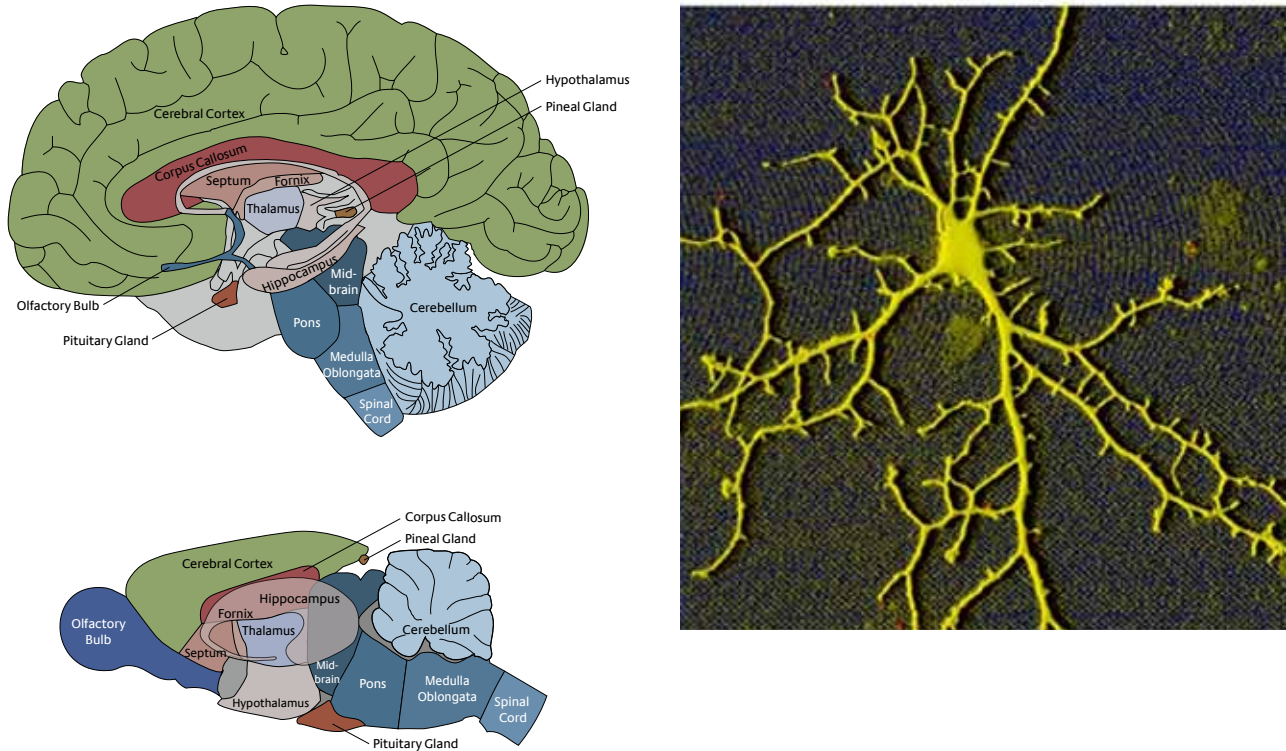 Hypothalamus
Pineal Gland
Cerebral Cortex
Corpus Callosum
Septum
Fornix
Thalamus
Hippocampus
Mid-
brain
Olfactory Bulb
Cerebellum
Pons
Pituitary Gland
Medulla
Oblongata
Spinal
Cord
Corpus Callosum
Pineal Gland
Cerebral Cortex
Hippocampus
Fornix
Olfactory
Bulb
Thalamus
Cerebellum
Septum
Mid-
brain
Pons
Medulla
Oblongata
Hypothalamus
Spinal
Cord
Pituitary Gland